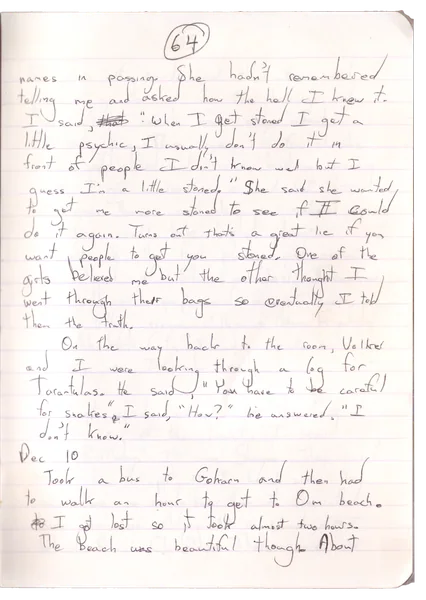 64
names in passing. She hadn't remembered
telling me and asked how the hell I knew it.
I said, that "When I get stoned I get a
little psychic, I usually don't do it in
front of people I don't know well but I
guess I'm a little stoned." She said she wanted
to get me more stoned to see if I could
do it again. Turns out that's a great lie if you
want people to get you stoned. One of the
girls believed me but the other thought I
went through their bags so eventually I told
them the truth.
On the way back to the room, Volker
and I were looking through a log for
Tarantulas. He said, "You have to be careful
for snakes", I said, "How?" he answered, "I
don't know."
Dec 10
Took a bus to Gokarn and then had
to walk an hour to get to Om beach.
I got lost so it took almost two hours.
The Beach was beautiful though. About